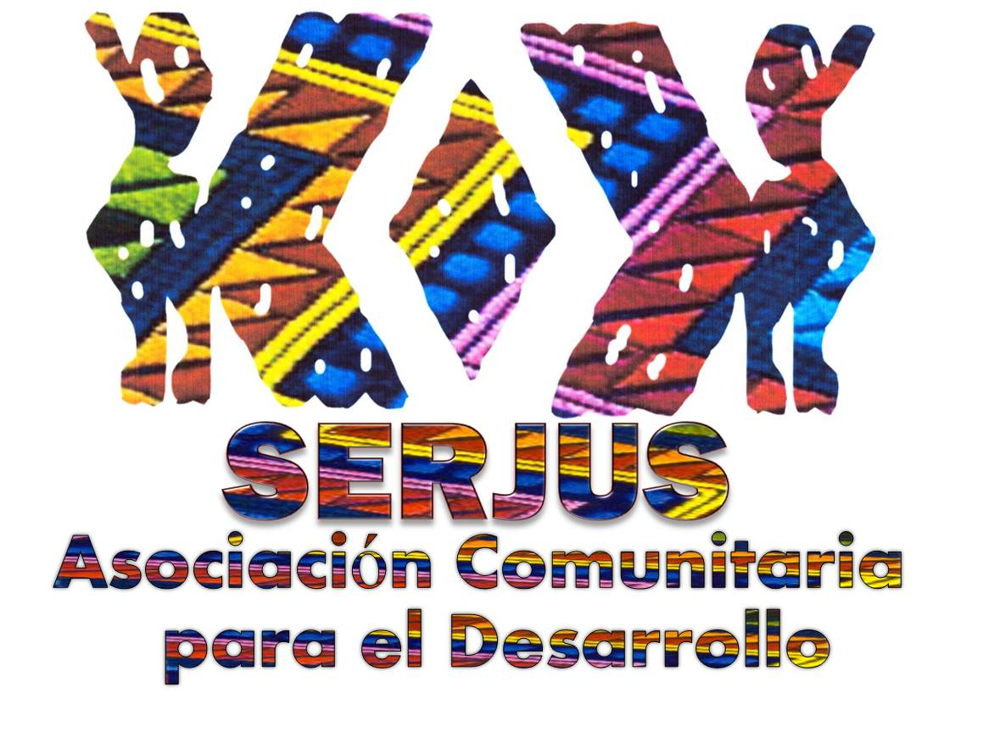 SERJUS
Asociación Comunitaria
para el Desarrollo